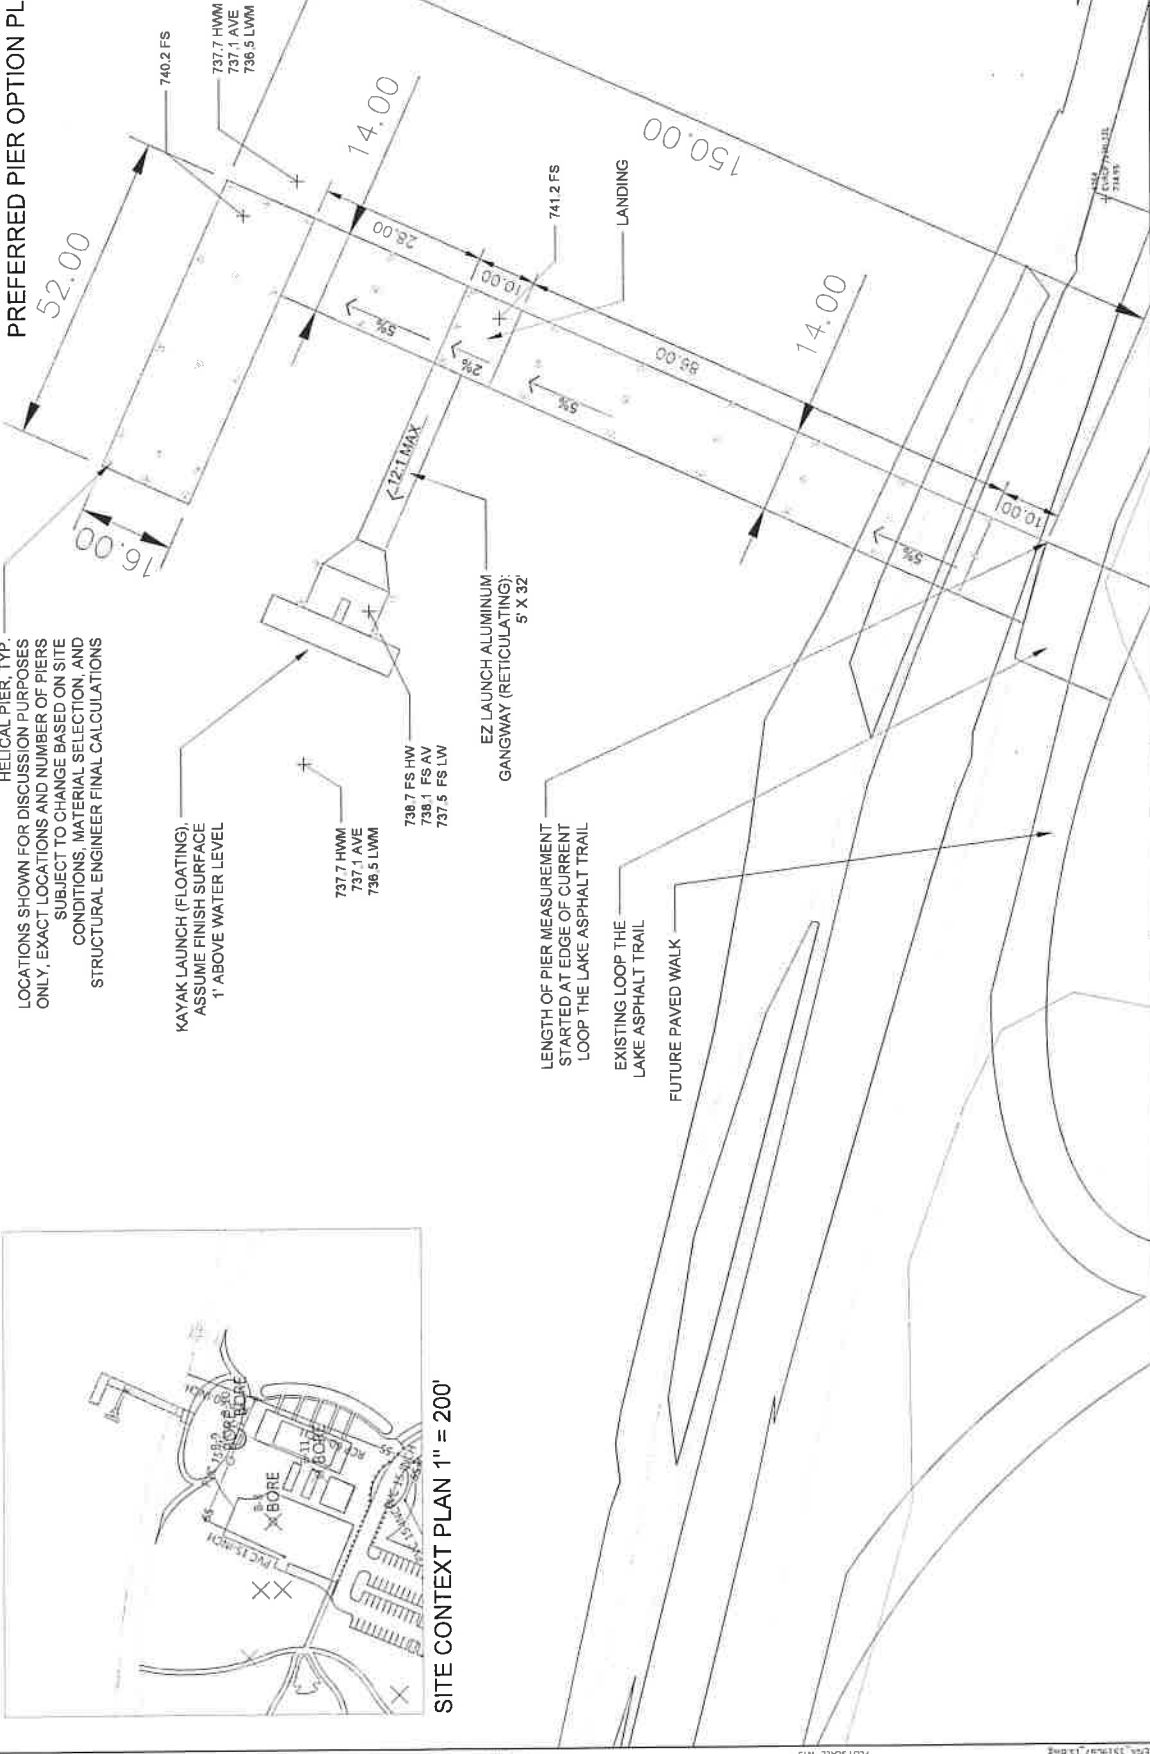 PREFERRED PIER OPTION PL
HELICAL PIER, TYP.
LOCATIONS SHOWN FOR DISCUSSION PURPOSES
ONLY, EXACT LOCATIONS AND NUMBER OF PIERS
SUBJECT TO CHANGE BASED ON SITE
CONDITIONS, MATERIAL SELECTION, AND
STRUCTURAL ENGINEER FINAL CALCULATIONS
52.00
16.00
740.2 FS
737.7 HWM
737.1 AVE
736.5 LWM
14.00
28.00
10.00
5%
2%
5%
741.2 FS
LANDING
150.00
14.00
10.00
5%
12:1 MAX
KAYAK LAUNCH (FLOATING),
ASSUME FINISH SURFACE
1' ABOVE WATER LEVEL
737.7 HWM
737.1 AVE
736.5 LWM
738.7 FS HW
738.1 FS AV
737.5 FS LW
EZ LAUNCH ALUMINUM
GANGWAY (RETICULATING):
5' X 32'
LENGTH OF PIER MEASUREMENT
STARTED AT EDGE OF CURRENT
LOOP THE LAKE ASPHALT TRAIL
EXISTING LOOP THE
LAKE ASPHALT TRAIL
FUTURE PAVED WALK
BORE
BORE
BORE
BORE
PVC 15-INCH
SITE CONTEXT PLAN 1" = 200'